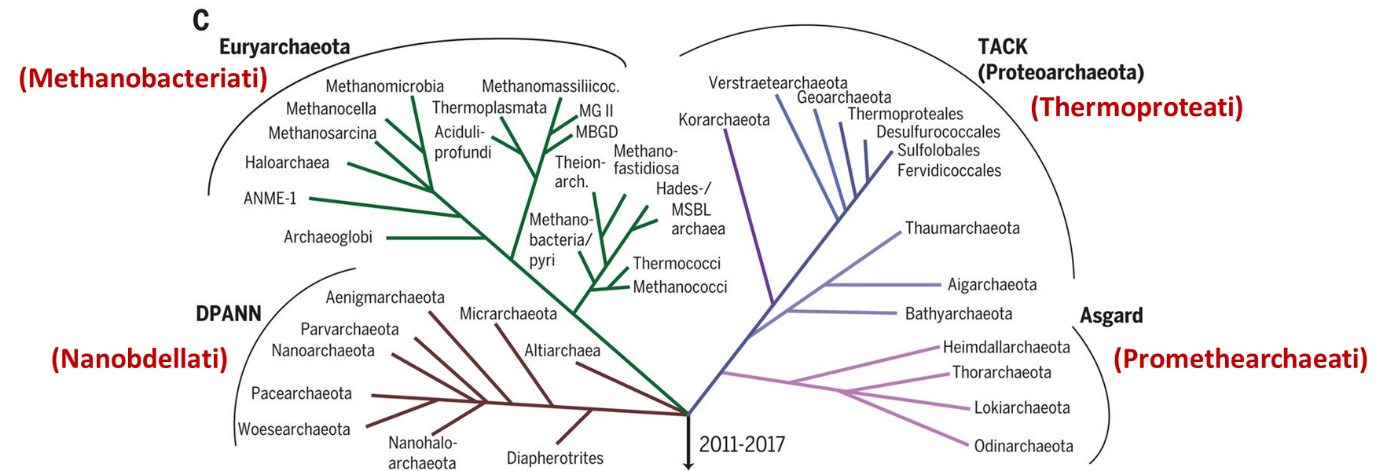 C
Euryarchaeota
(Methanobacteriati)
Methanomicrobia
Methanocella
Methanosarcina
Haloarchaea
ANME-1
Archaeoglobi
Methanomassiliicoc.
Thermoplasmata
MG II
MBGD
Aciduli-
profundi
Theion-
arch.
Methano-
fastidiosa
Hades-/
MSBL
archaea
Methano-
bacteria/
pyri
Thermococci
Methanococci
TACK
(Proteoarchaeota)
(Thermoproteati)
Verstraetearchaeota
Geoarchaeota
Thermoproteales
Desulfurococcales
Sulfolobales
Fervidicoccales
Korarchaeota
Thaumarchaeota
Aigarchaeota
Bathyarchaeota
DPANN
(Nanobdellati)
Aenigmarchaeota
Micrarchaeota
Parvarchaeota
Nanoarchaeota
Altiarchaea
Pacearchaeota
Woesearchaeota
Nanohalo-
archaeota
Diapherotrites
Asgard
(Promethearchaeati)
Heimdallarchaeota
Thorarchaeota
Lokiarchaeota
Odinarchaeota
2011-2017